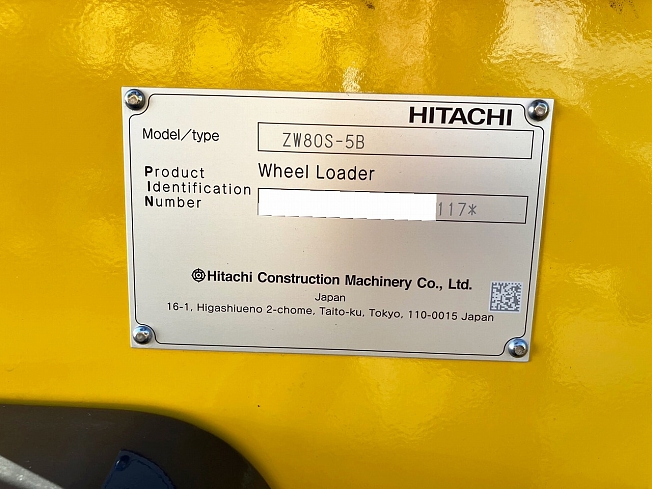 HITACHI
Model/type ZW80S-5B
Wheel Loader
Product
Identification
Number 117*
Hitachi Construction Machinery Co., Ltd.
Japan
16-1, Higashiueno 2-chome, Taito-ku, Tokyo, 110-0015 Japan